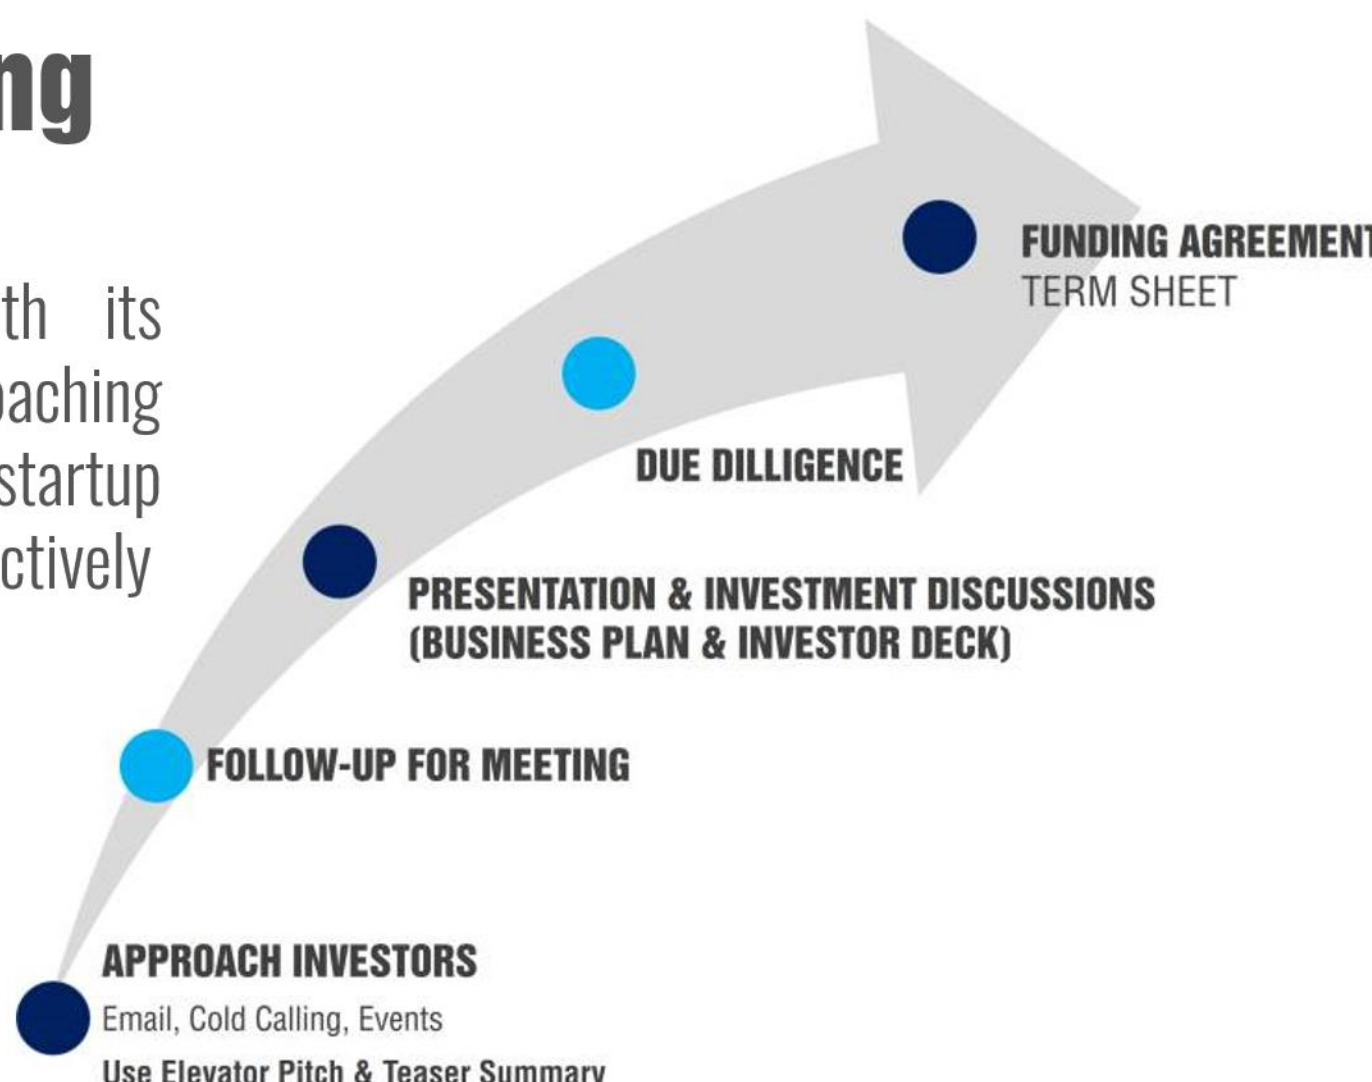 ng
th its
oaching
startup
ctively
FUNDING AGREEMENT
TERM SHEET
DUE DILLIGENCE
PRESENTATION & INVESTMENT DISCUSSIONS
(BUSINESS PLAN & INVESTOR DECK)
FOLLOW-UP FOR MEETING
APPROACH INVESTORS
Email, Cold Calling, Events
Use Elevator Pitch & Teaser Summary